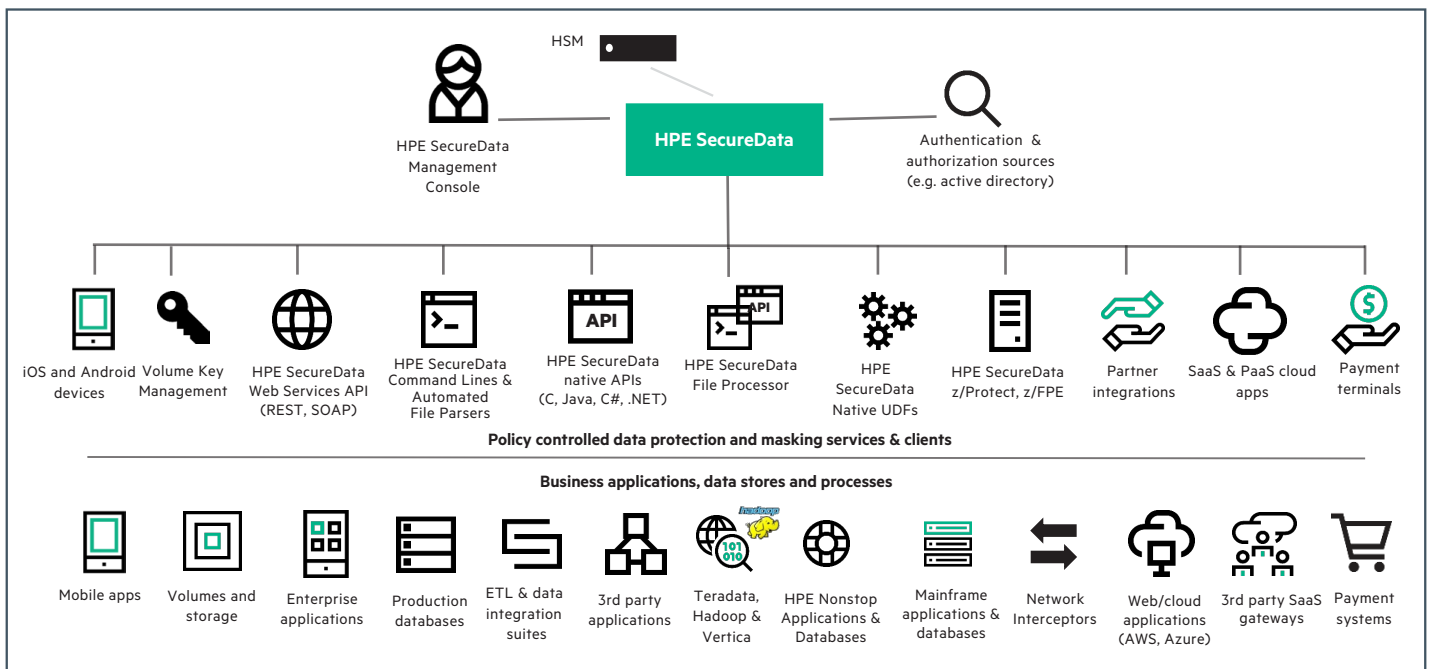 HSM
HPE SecureData
HPE SecureData
Management
Console
Authentication &
authorization sources
(e.g. active directory)
iOS and Android
devices
Volume Key
Management
HPE SecureData
Web Services API
(REST, SOAP)
HPE SecureData
Command Lines &
Automated
File Parsers
API
HPE SecureData
native APIs
(C, Java, C#, .NET)
API
HPE SecureData
File Processor
HPE
SecureData
Native UDFs
HPE SecureData
z/Protect, z/FPE
Partner
integrations
SaaS & PaaS cloud
apps
$
Payment
terminals
Policy controlled data protection and masking services & clients
Business applications, data stores and processes
Mobile apps
Volumes and
storage
Enterprise
applications
Production
databases
ETL & data
integration
suites
3rd party
applications
hadoop
101
010
Teradata,
Hadoop &
Vertica
HPE Nonstop
Applications &
Databases
Mainframe
applications &
databases
Network
Interceptors
Web/cloud
applications
(AWS, Azure)
3rd party SaaS
gateways
Payment
systems